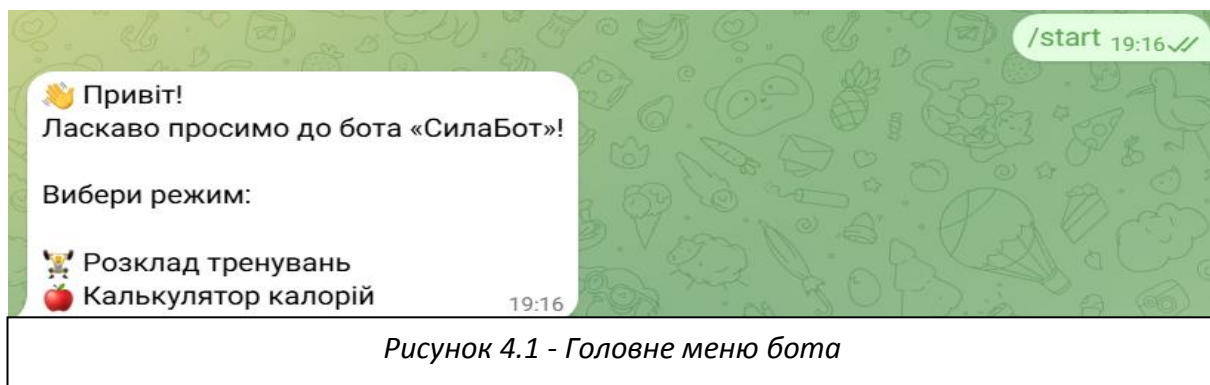 /start 19:16
👋 Привіт!
Ласкаво просимо до бота «СилаБот»!
Вибери режим:
🏋️ Розклад тренувань
🍎 Калькулятор калорій 19:16
Рисунок 4.1 - Головне меню бота